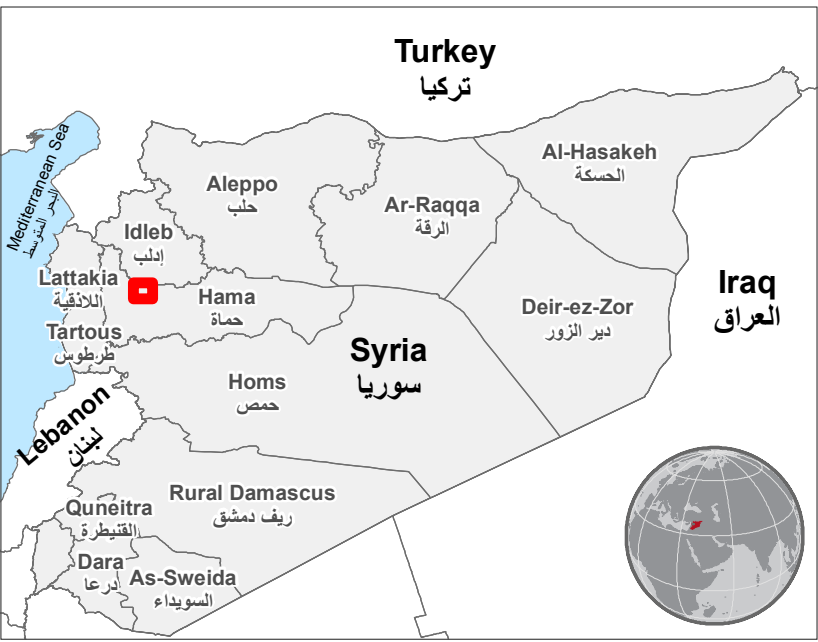 Turkey
تركيا
Mediterranean Sea
البحر المتوسط
Al-Hasakeh
الحسكة
Aleppo
حلب
Ar-Raqqa
الرقة
Idleb
إدلب
Lattakia
اللاذقية
Hama
حماة
Iraq
العراق
Deir-ez-Zor
دير الزور
Tartous
طرطوس
Syria
سوريا
Homs
حمص
Lebanon
لبنان
Rural Damascus
ريف دمشق
Quneitra
القنيطرة
Dara
درعا
As-Sweida
السويداء